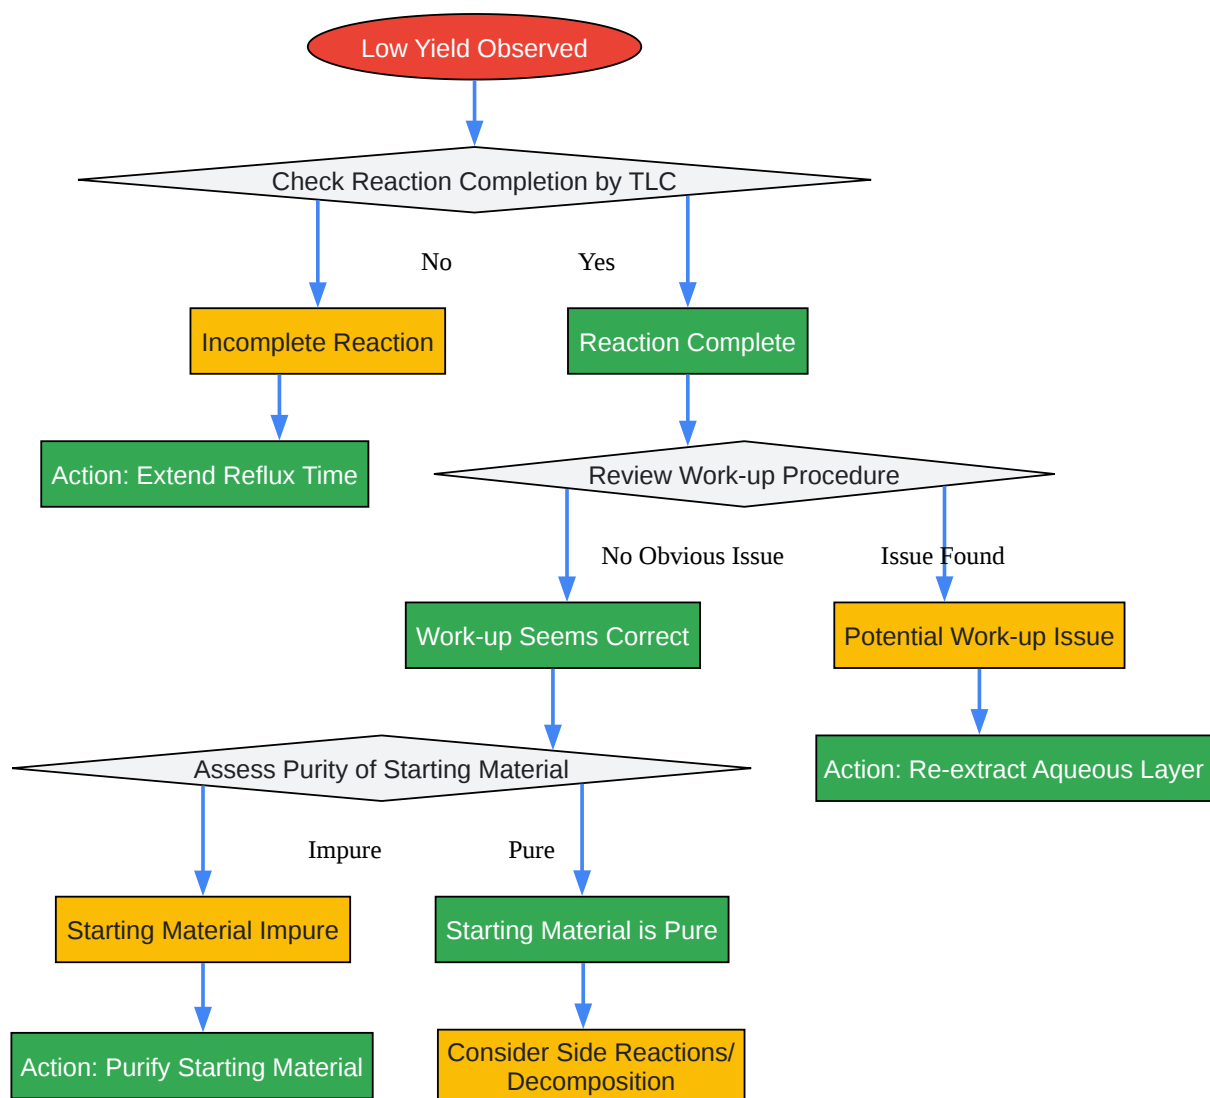 Low Yield Observed
Check Reaction Completion by TLC
No
Yes
Incomplete Reaction
Reaction Complete
Action: Extend Reflux Time
Review Work-up Procedure
No Obvious Issue
Issue Found
Work-up Seems Correct
Potential Work-up Issue
Assess Purity of Starting Material
Action: Re-extract Aqueous Layer
Impure
Pure
Starting Material Impure
Starting Material is Pure
Action: Purify Starting Material
Consider Side Reactions/
Decomposition